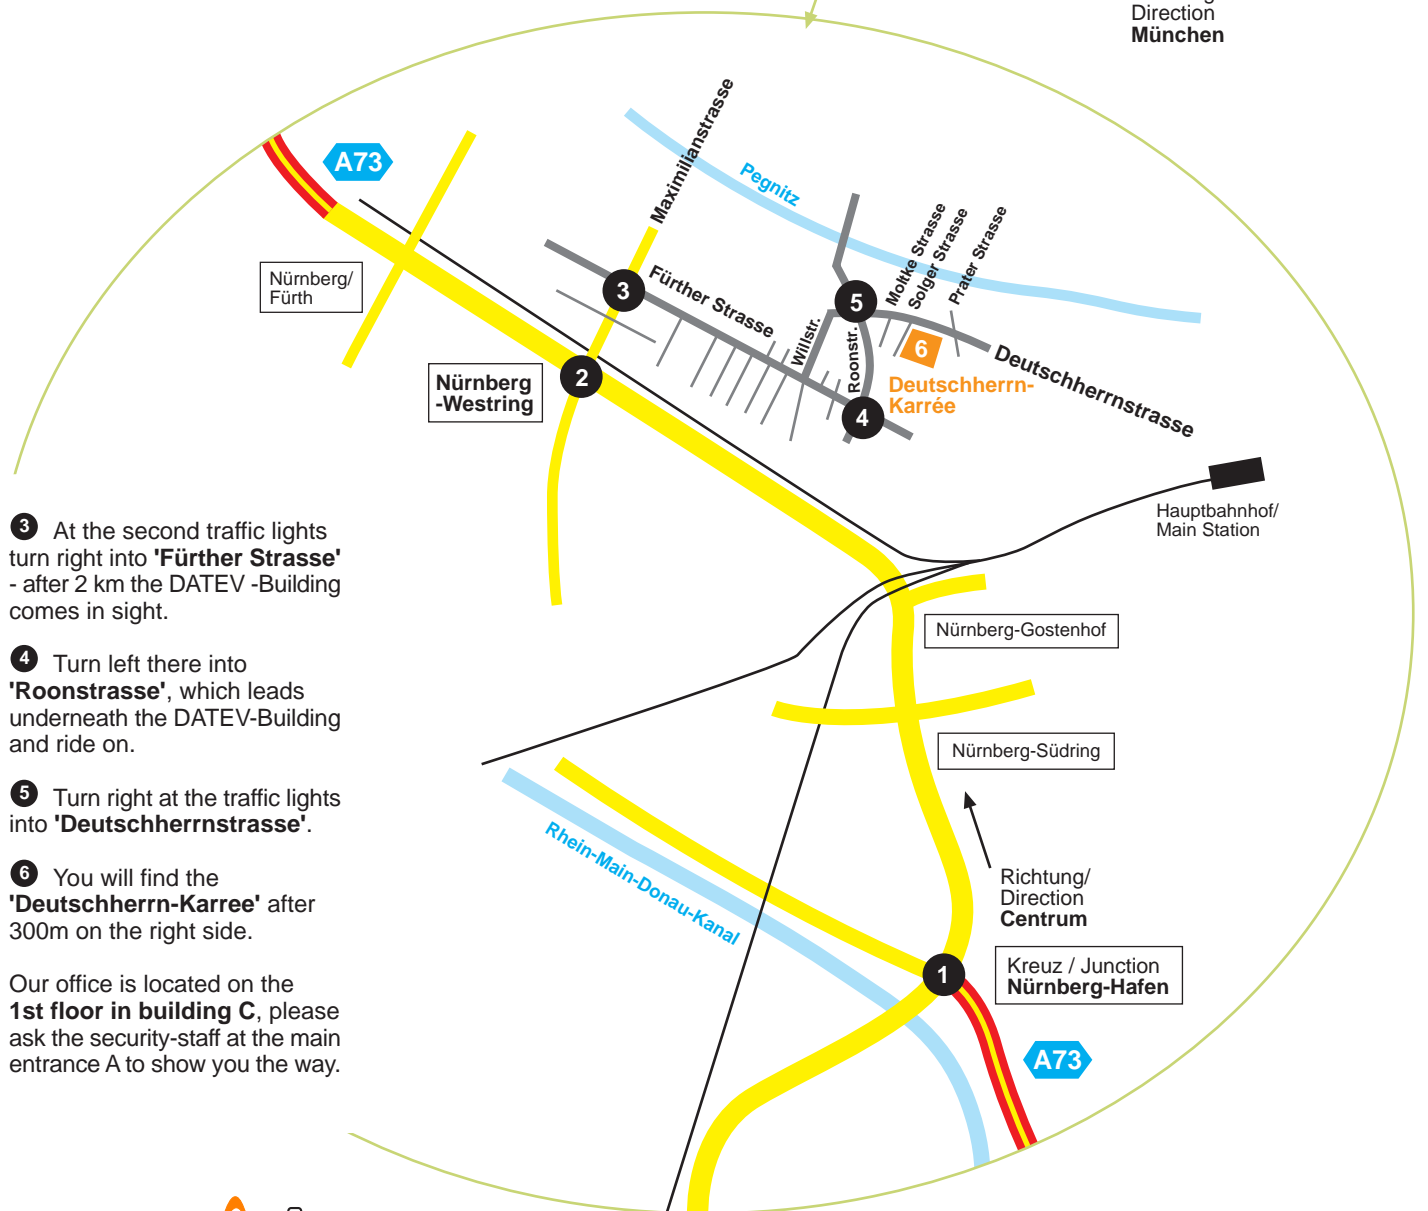 Direction
München
A73
Maximilianstrasse
Pegnitz
Nürnberg/
Fürth
3
Fürther Strasse
Willstr.
5
Roonstr.
Moltke Strasse
Solger Strasse
Prater Strasse
6
Deutschherrn-
Karrée
Deutschherrnstrasse
Nürnberg
-Westring
2
4
Hauptbahnhof/
Main Station
3 At the second traffic lights
turn right into 'Fürther Strasse'
- after 2 km the DATEV -Building
comes in sight.
4 Turn left there into
'Roonstrasse', which leads
underneath the DATEV-Building
and ride on.
5 Turn right at the traffic lights
into 'Deutschherrnstrasse'.
6 You will find the
'Deutschherrn-Karree' after
300m on the right side.
Our office is located on the
1st floor in building C, please
ask the security-staff at the main
entrance A to show you the way.
Nürnberg-Gostenhof
Nürnberg-Südring
Rhein-Main-Donau-Kanal
Richtung/
Direction
Centrum
1
Kreuz / Junction
Nürnberg-Hafen
A73